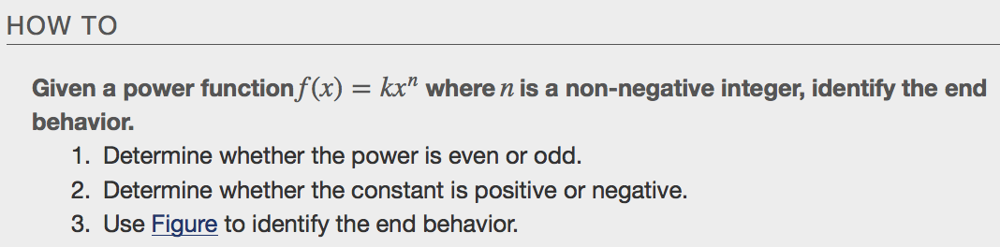 HOW TO
Given a power function f(x) = kxⁿ where n is a non-negative integer, identify the end
behavior.
1. Determine whether the power is even or odd.
2. Determine whether the constant is positive or negative.
3. Use Figure to identify the end behavior.